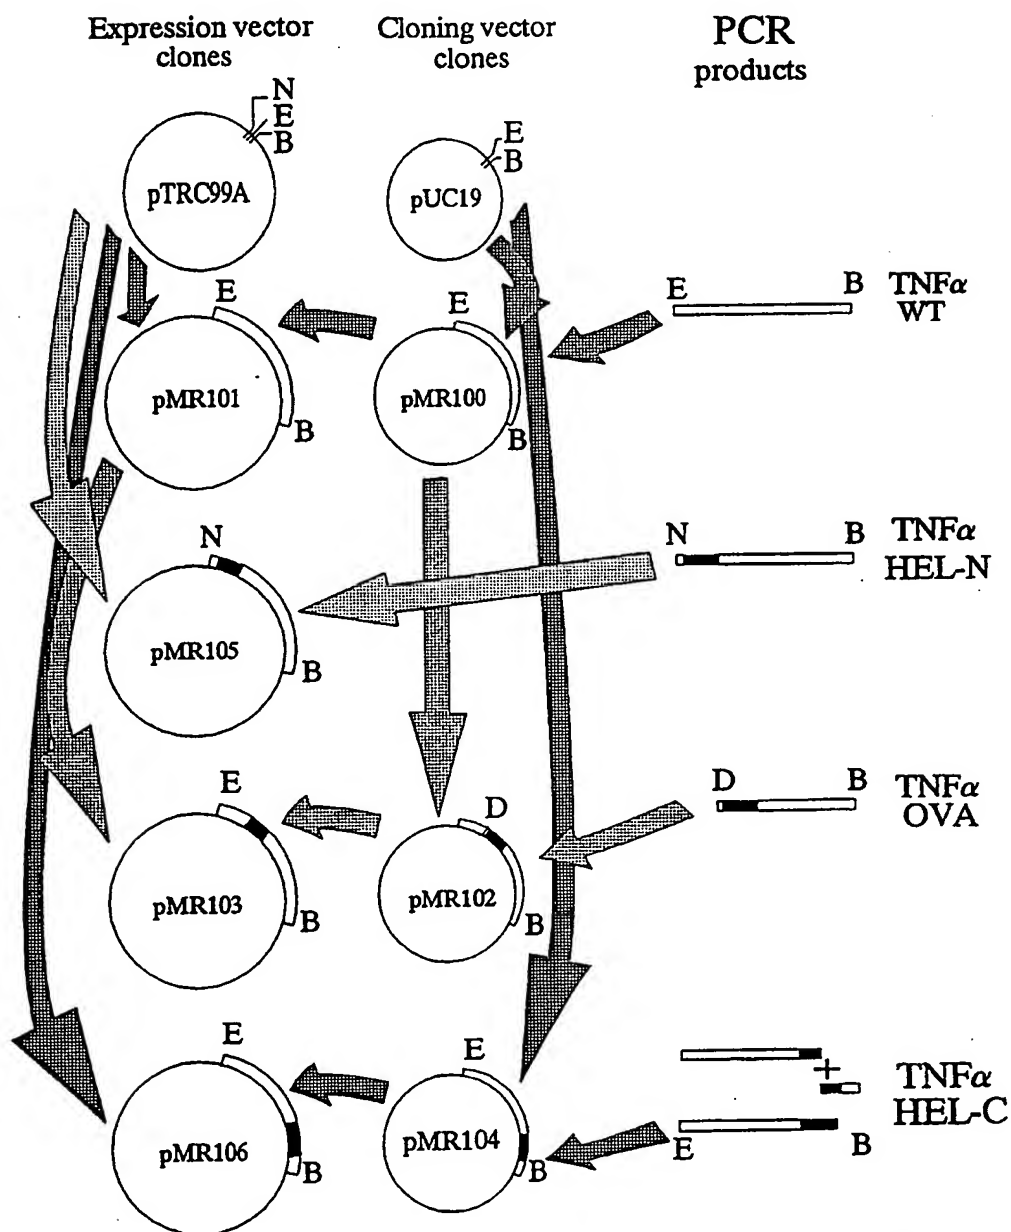 Expression vector
clones
Cloning vector
clones
PCR
products
N
E
B
pTRC99A
E
B
pUC19
E
B
pMR101
E
B
pMR100
E
B
TNFα
WT
N
B
pMR105
N
B
TNFα
HEL-N
E
B
pMR103
D
B
pMR102
D
B
TNFα
OVA
E
B
pMR106
E
B
pMR104
+
E
B
TNFα
HEL-C